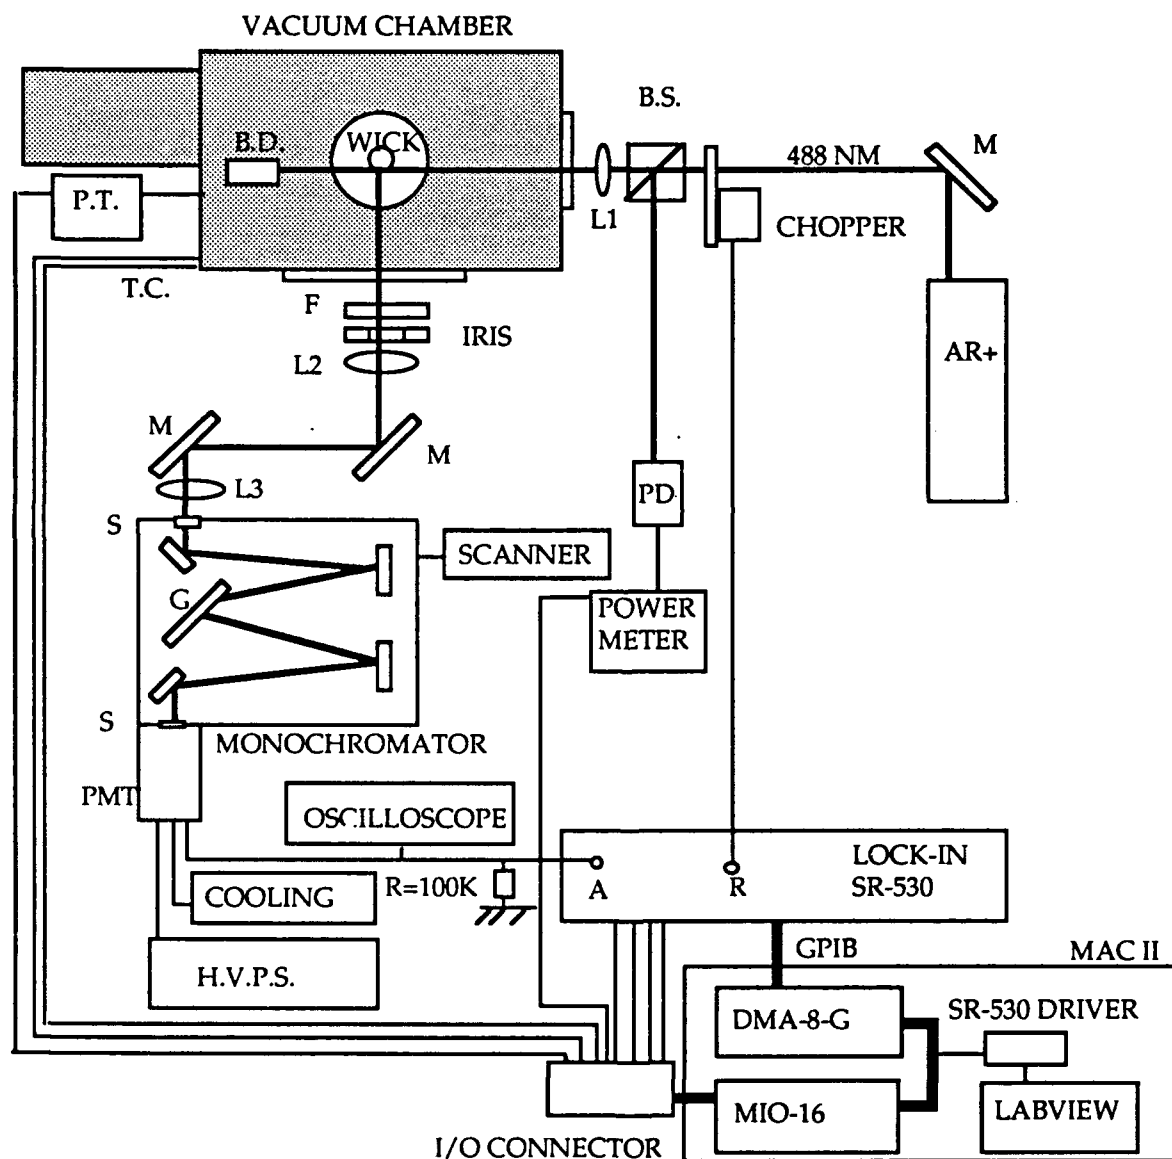 VACUUM CHAMBER
B.S.
B.D.
WICK
488 NM
M
P.T.
L1
CHOPPER
T.C.
F
IRIS
L2
AR+
M
M
L3
PD
S
SCANNER
G
POWER
METER
S
MONOCHROMATOR
PMT
OSCILLOSCOPE
LOCK-IN
SR-530
R=100K
A
R
COOLING
GPIB
MAC II
H.V.P.S.
DMA-8-G
SR-530 DRIVER
MIO-16
LABVIEW
I/O CONNECTOR